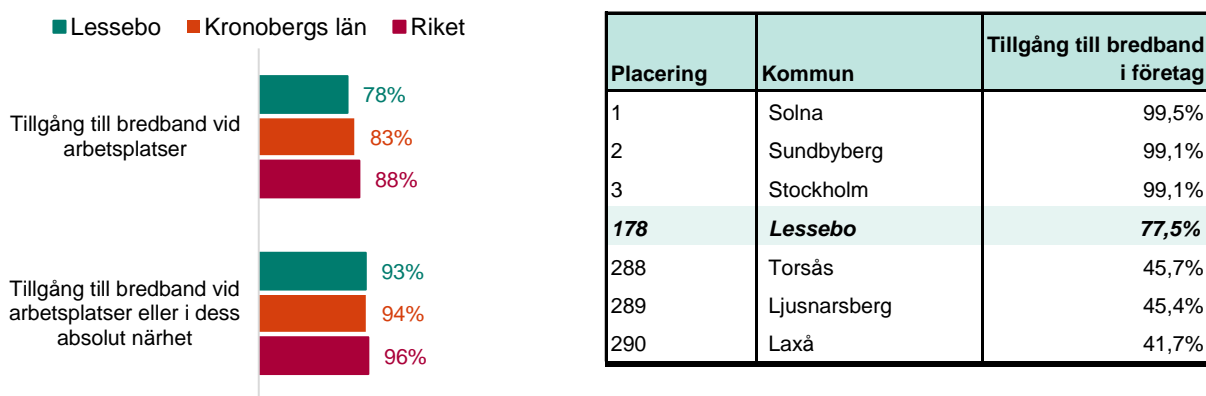 Lessebo Kronobergs län Riket
Tillgång till bredband vid
arbetsplatser
78%
83%
88%
Tillgång till bredband vid
arbetsplatser eller i dess
absolut närhet
93%
94%
96%
Placering Kommun Tillgång till bredband
i företag
1 Solna 99,5%
2 Sundbyberg 99,1%
3 Stockholm 99,1%
178 Lessebo 77,5%
288 Torsås 45,7%
289 Ljusnarsberg 45,4%
290 Laxå 41,7%